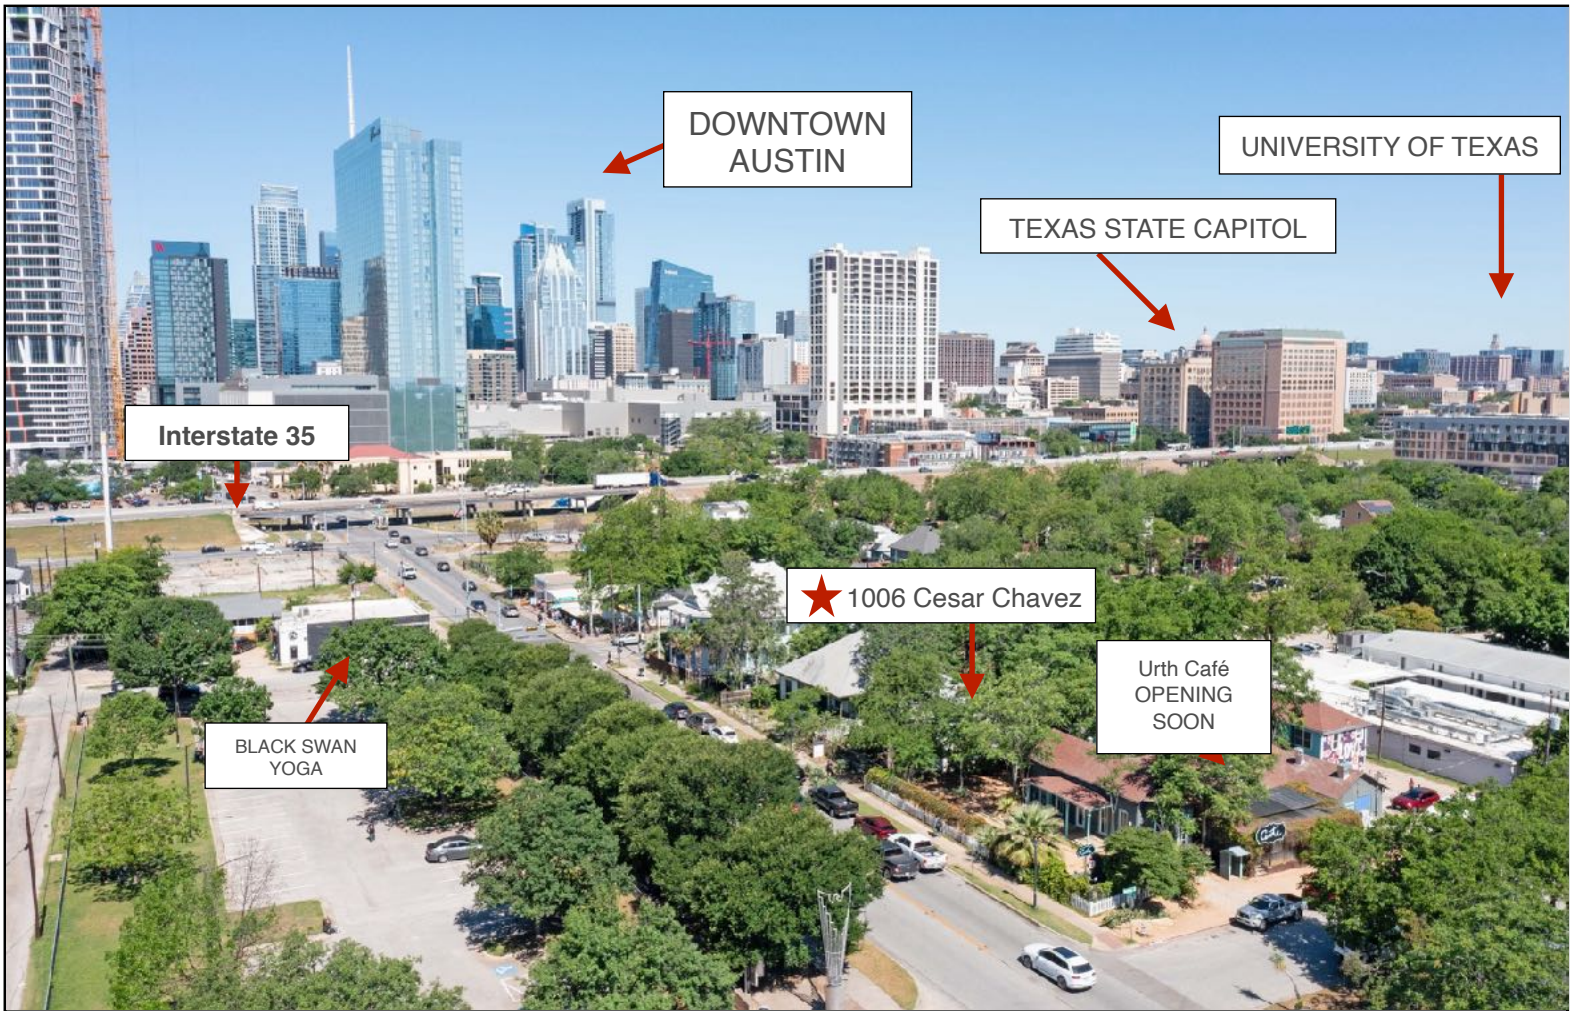 DOWNTOWN
AUSTIN
UNIVERSITY OF TEXAS
TEXAS STATE CAPITOL
Interstate 35
1006 Cesar Chavez
Urth Café
OPENING
SOON
BLACK SWAN
YOGA